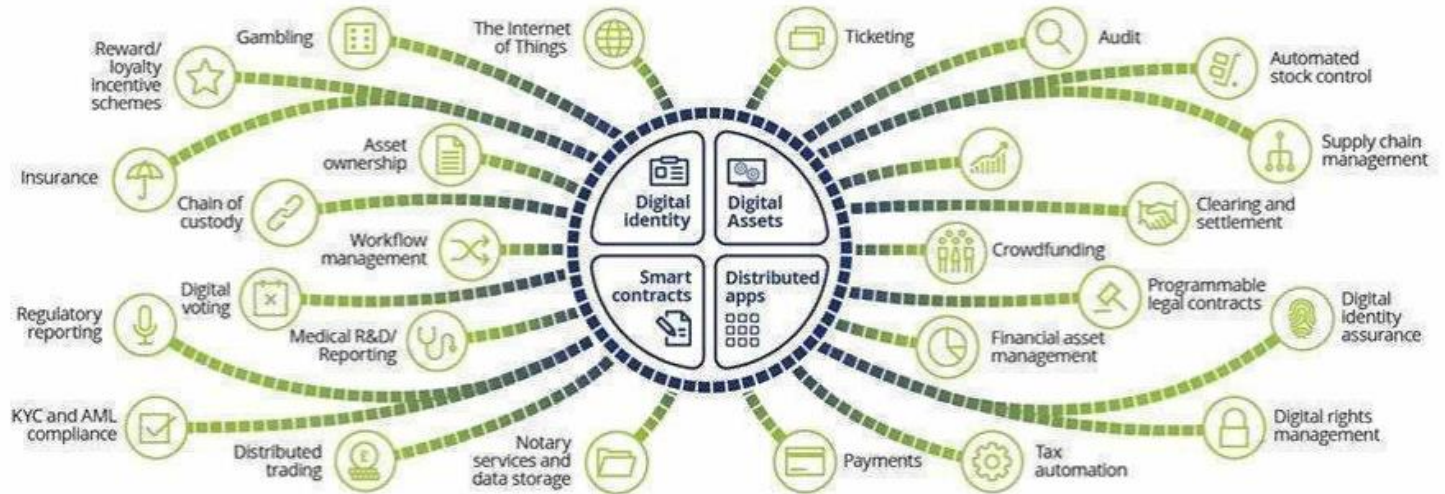 Gambling
The Internet
of Things
Ticketing
Audit
Reward/
loyalty
incentive
schemes
Automated
stock control
Insurance
Asset
ownership
Supply chain
management
Digital
identity
Digital
Assets
Chain of
custody
Clearing and
settlement
Workflow
management
Crowdfunding
Smart
contracts
Distributed
apps
Digital
voting
Programmable
legal contracts
Regulatory
reporting
Digital
identity
assurance
Medical R&D/
Reporting
Financial asset
management
KYC and AML
compliance
Digital rights
management
Distributed
trading
£
Notary
services and
data storage
Payments
Tax
automation